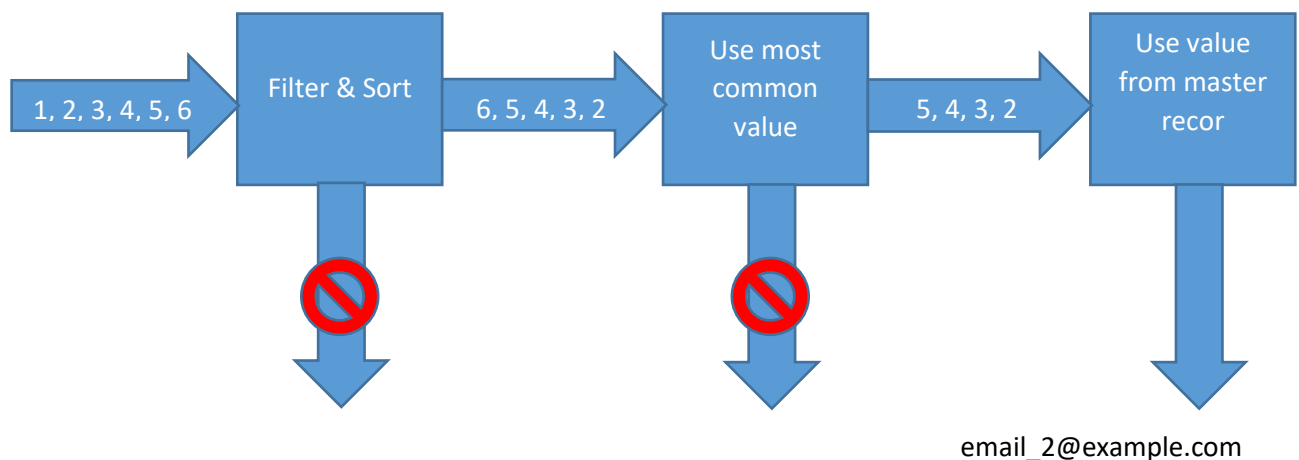 1, 2, 3, 4, 5, 6
Filter & Sort
6, 5, 4, 3, 2
Use most
common
value
5, 4, 3, 2
Use value
from master
recor
email_2@example.com